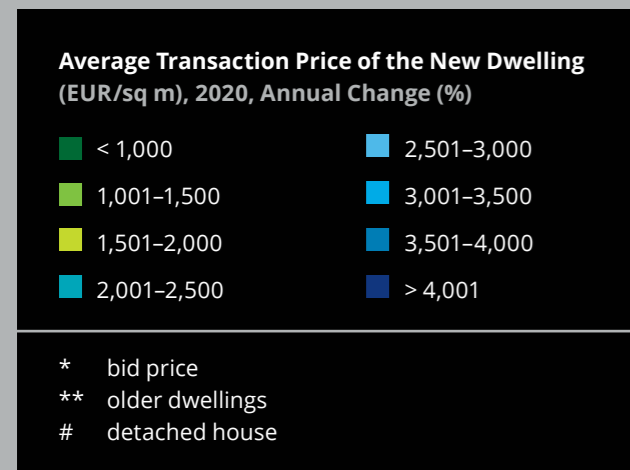 Average Transaction Price of the New Dwelling
(EUR/sq m), 2020, Annual Change (%)
< 1,000
1,001–1,500
1,501–2,000
2,001–2,500
2,501–3,000
3,001–3,500
3,501–4,000
> 4,001
* bid price
** older dwellings
# detached house